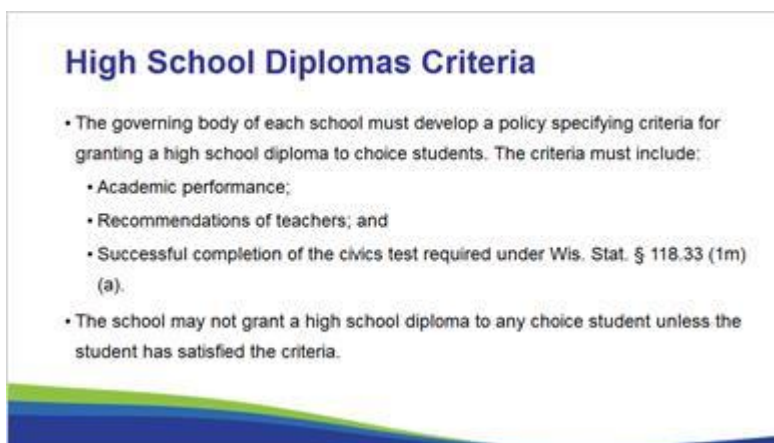 High School Diplomas Criteria
• The governing body of each school must develop a policy specifying criteria for
granting a high school diploma to choice students. The criteria must include:
• Academic performance;
• Recommendations of teachers; and
• Successful completion of the civics test required under Wis. Stat. § 118.33 (1m)
(a).
• The school may not grant a high school diploma to any choice student unless the
student has satisfied the criteria.